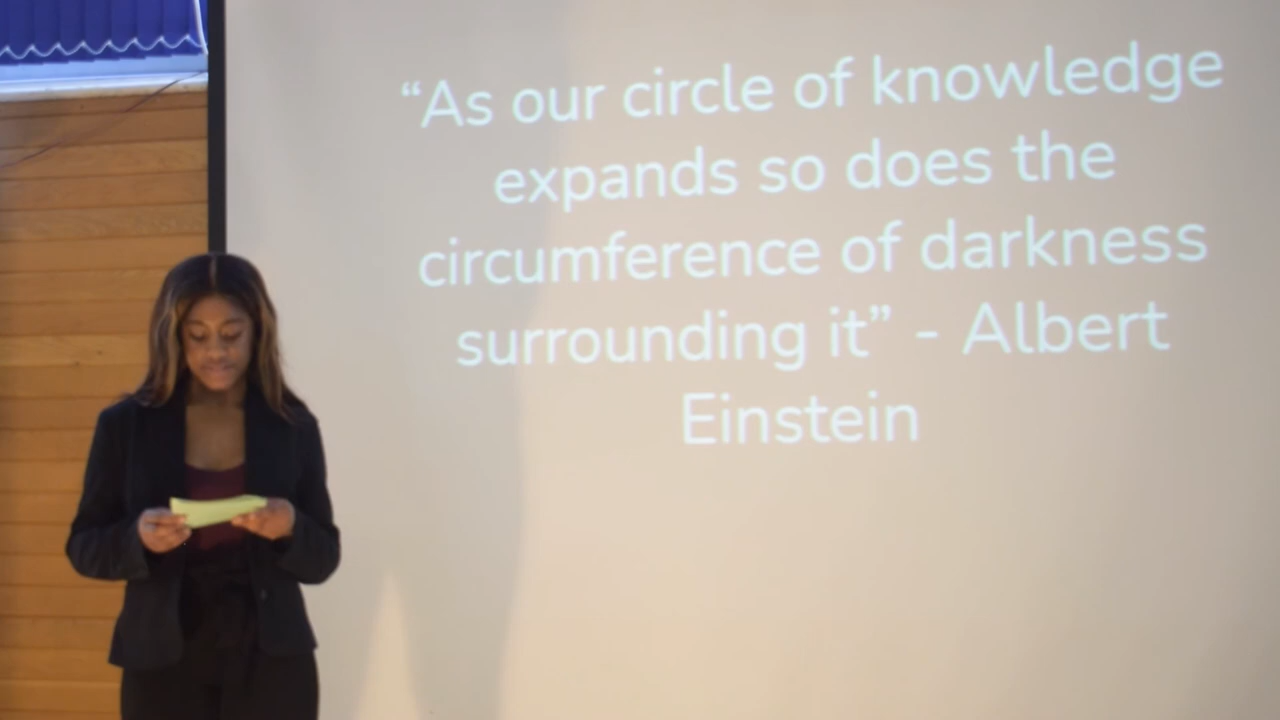 “As our circle of knowledge
expands so does the
circumference of darkness
surrounding it” - Albert
Einstein